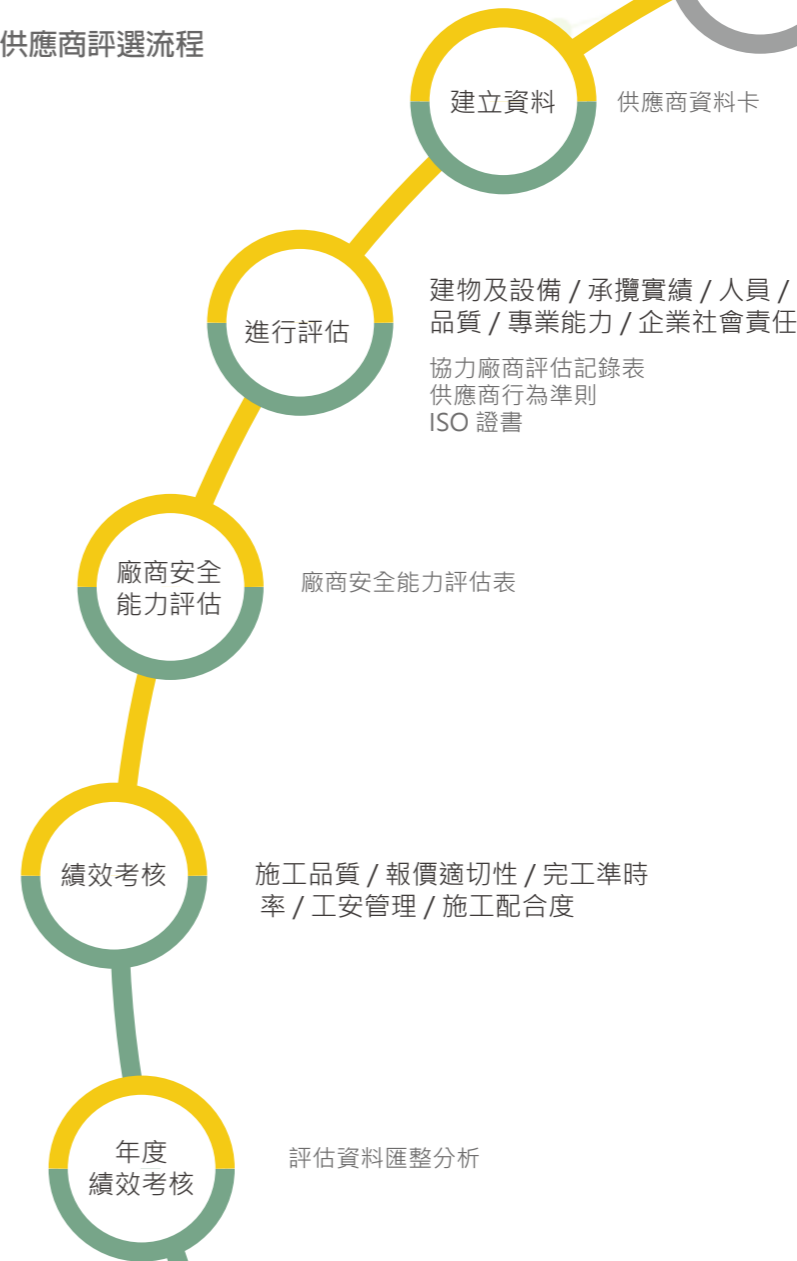 供應商評選流程
建立資料
供應商資料卡
進行評估
建物及設備 / 承攬實績 / 人員 /
品質 / 專業能力 / 企業社會責任
協力廠商評估記錄表
供應商行為準則
ISO 證書
廠商安全
能力評估
廠商安全能力評估表
績效考核
施工品質 / 報價適切性 / 完工準時
率 / 工安管理 / 施工配合度
年度
績效考核
評估資料匯整分析